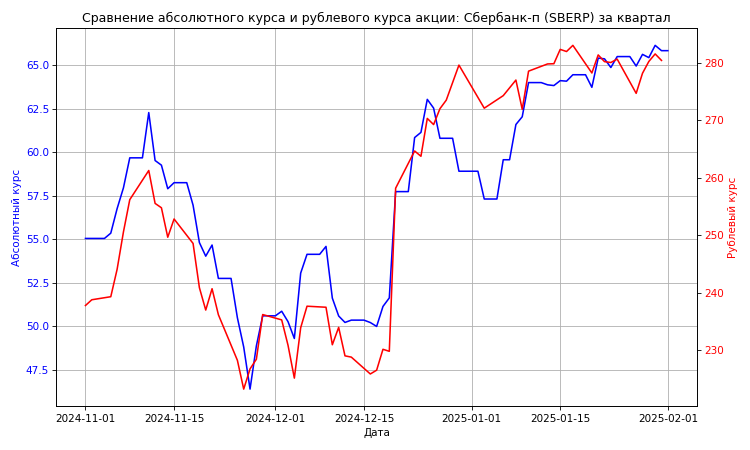 Сравнение абсолютного курса и рублевого курса акции: Сбербанк-п (SBERP) за квартал
65.0
62.5
60.0
57.5
55.0
52.5
50.0
47.5
Абсолютный курс
280
270
260
250
240
230
Рублевый курс
2024-11-01 2024-11-15 2024-12-01 2024-12-15 2025-01-01 2025-01-15 2025-02-01
Дата